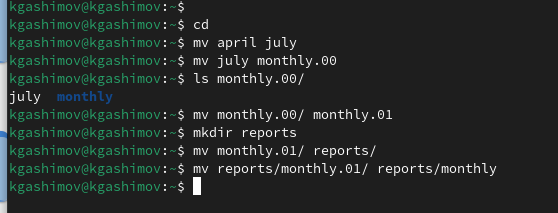 kgashimov@kgashimov:~$
kgashimov@kgashimov:~$ cd
kgashimov@kgashimov:~$ mv april july
kgashimov@kgashimov:~$ mv july monthly.00
kgashimov@kgashimov:~$ ls monthly.00/
july  monthly
kgashimov@kgashimov:~$ mv monthly.00/ monthly.01
kgashimov@kgashimov:~$ mkdir reports
kgashimov@kgashimov:~$ mv monthly.01/ reports/
kgashimov@kgashimov:~$ mv reports/monthly.01/ reports/monthly
kgashimov@kgashimov:~$